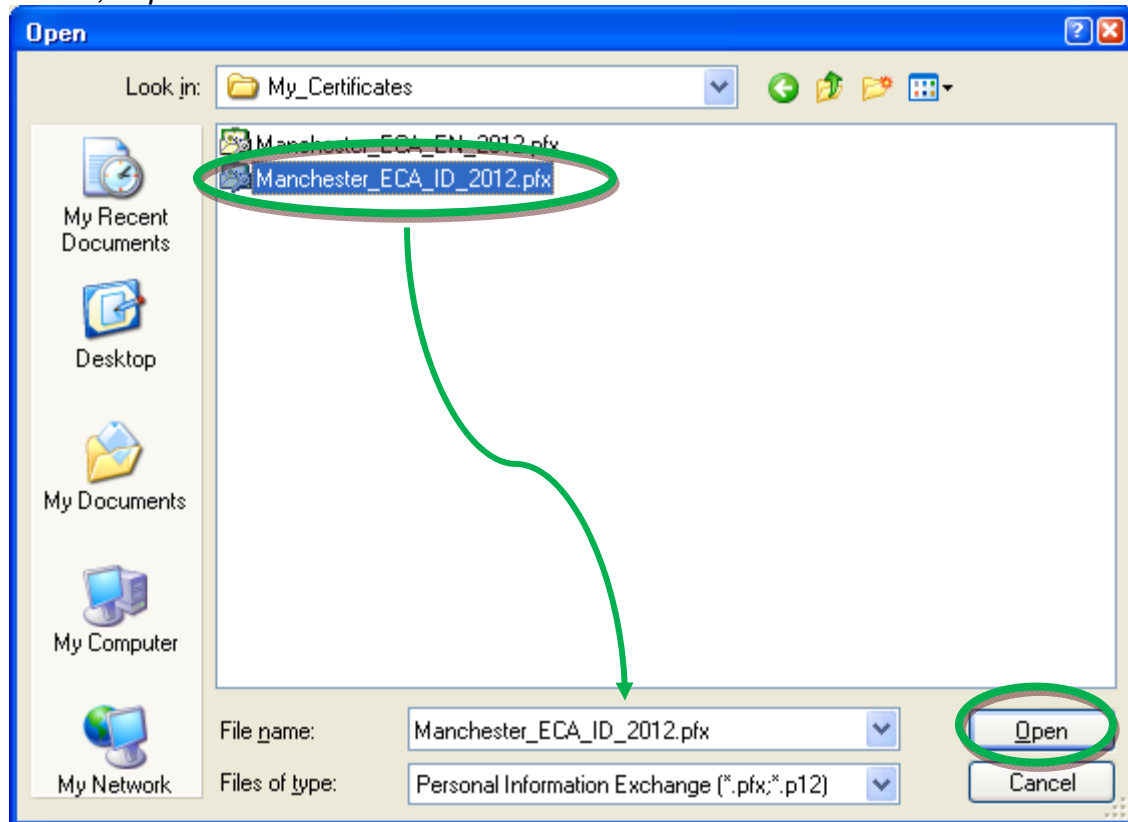 Open
Look in:
My_Certificates
Manchester_ECA_EN_2012.pfx
Manchester_ECA_ID_2012.pfx
My Recent
Documents
Desktop
My Documents
My Computer
My Network
File name:
Manchester_ECA_ID_2012.pfx
Open
Files of type:
Personal Information Exchange (*.pfx;*.p12)
Cancel